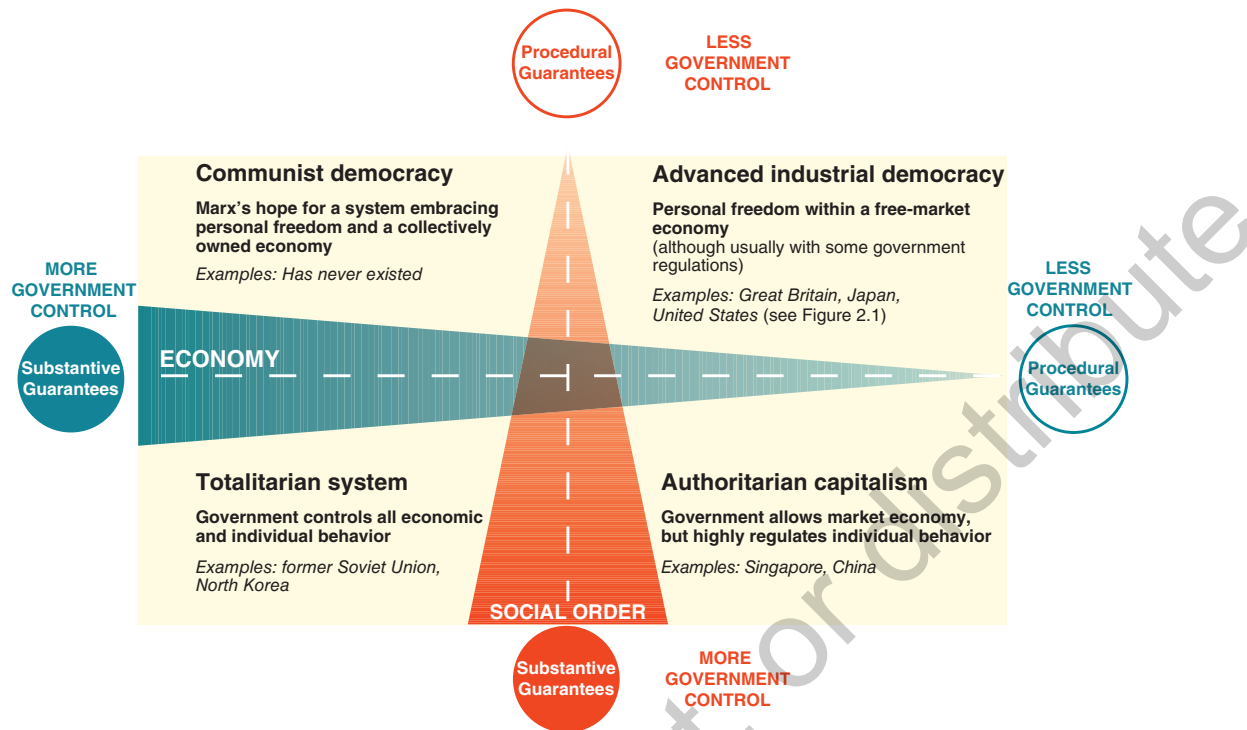 Procedural
Guarantees
LESS
GOVERNMENT
CONTROL
Communist democracy
Marx's hope for a system embracing
personal freedom and a collectively
owned economy
Examples: Has never existed
Advanced industrial democracy
Personal freedom within a free-market
economy
(although usually with some government
regulations)
Examples: Great Britain, Japan,
United States (see Figure 2.1)
MORE
GOVERNMENT
CONTROL
Substantive
Guarantees
ECONOMY
LESS
GOVERNMENT
CONTROL
Procedural
Guarantees
Totalitarian system
Government controls all economic
and individual behavior
Examples: former Soviet Union,
North Korea
Authoritarian capitalism
Government allows market economy,
but highly regulates individual behavior
Examples: Singapore, China
SOCIAL ORDER
Substantive
Guarantees
MORE
GOVERNMENT
CONTROL
or distribute